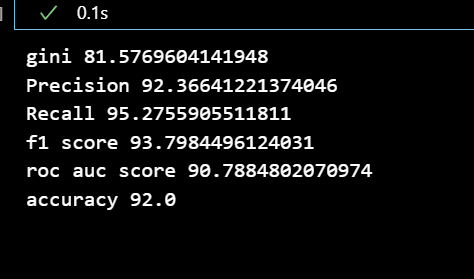 0.1s
gini 81.5769604141948
Precision 92.36641221374046
Recall 95.2755905511811
f1 score 93.7984496124031
roc auc score 90.7884802070974
accuracy 92.0